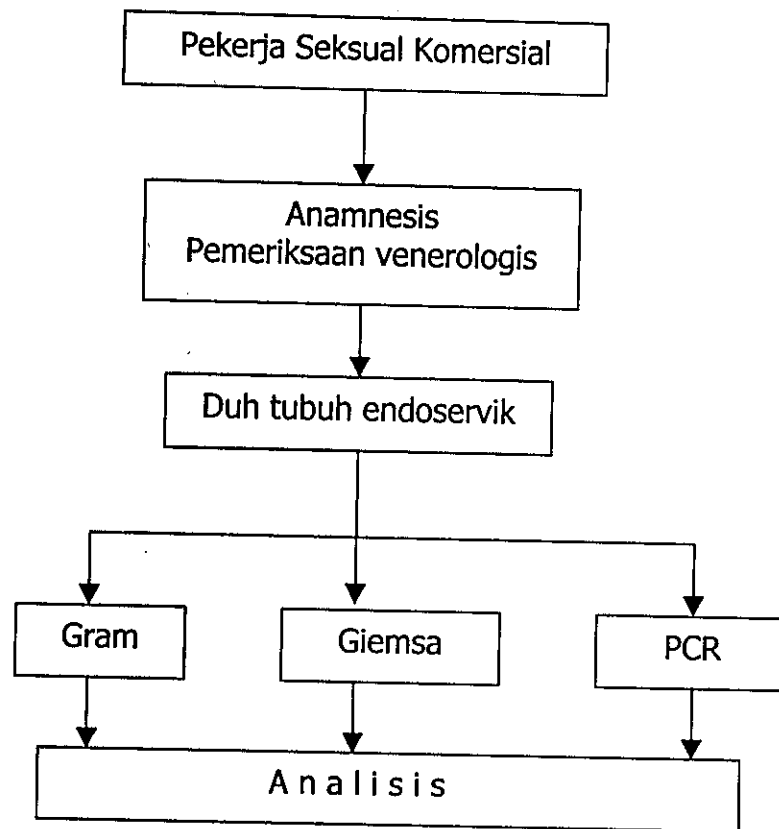 Pekerja Seksual Komersial
Anamnesis
Pemeriksaan venerologis
Duh tubuh endoservik
Gram
Giemsa
PCR
Analisis